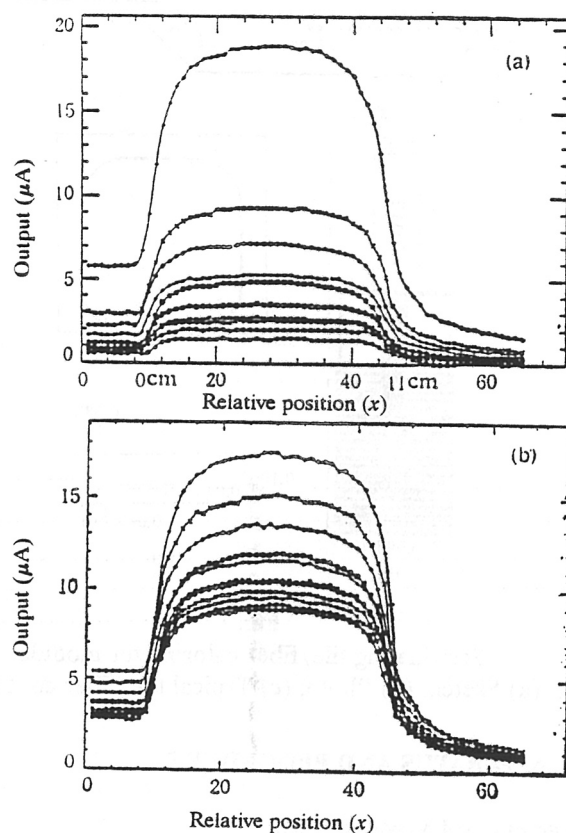 20
(a)
15
Output (μA)
10
5
0
0 0cm 20 40 11cm 60
Relative position (x)
(b)
15
Output (μA)
10
5
0
0 20 40 60
Relative position (x)